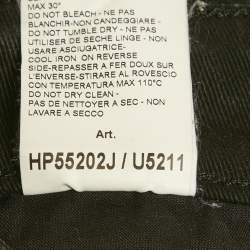 MAX 30°
DO NOT BLEACH - NE PAS
BLANCHIR-NON CANDEGGIARE -
DO NOT TUMBLE DRY - NE PAS
UTILISER DE SECHE LINGE - NON
USARE ASCIUGATRICE-
COOL IRON ON REVERSE
SIDE-REPASSER A FER DOUX SUR
L'ENVERS-STIRARE AL ROVESCIO
CON TEMPERATURA MAX 110°C
DO NOT DRY CLEAN -
PAS DE NETTOYER A SEC - NON
LAVARE A SECCO
Art.
HP55202J / U5211